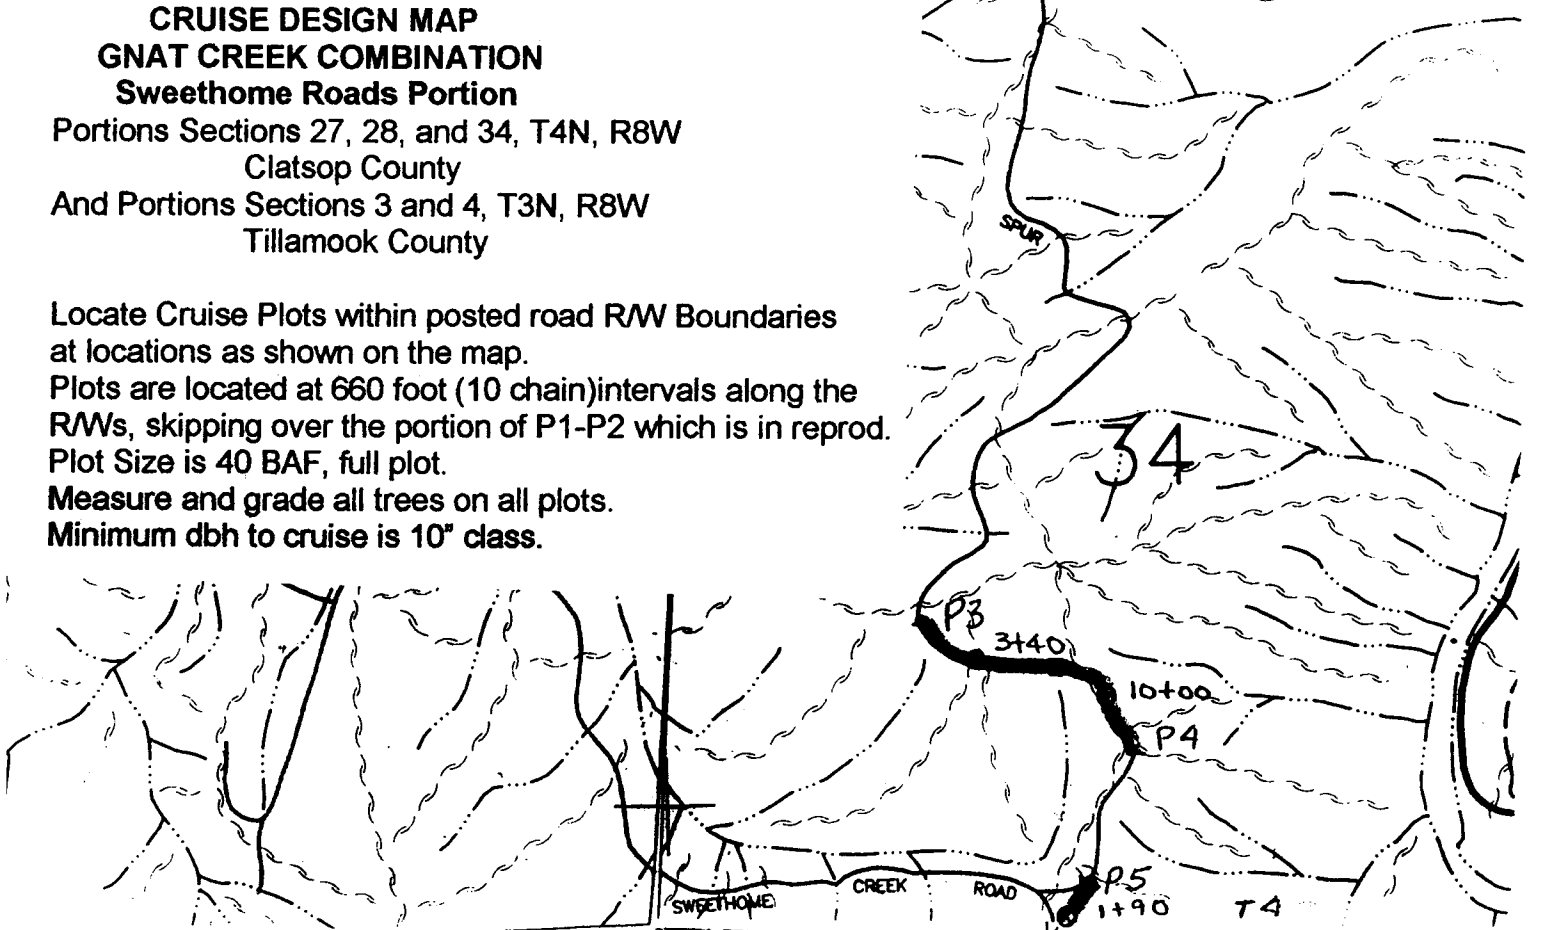 CRUISE DESIGN MAP
GNAT CREEK COMBINATION
Sweethome Roads Portion
Portions Sections 27, 28, and 34, T4N, R8W
Clatsop County
And Portions Sections 3 and 4, T3N, R8W
Tillamook County
Locate Cruise Plots within posted road R/W Boundaries
at locations as shown on the map.
Plots are located at 660 foot (10 chain)intervals along the
R/Ws, skipping over the portion of P1-P2 which is in reprod.
Plot Size is 40 BAF, full plot.
Measure and grade all trees on all plots.
Minimum dbh to cruise is 10" class.
SPUR
34
P3
3+40
10+00
P4
P5
SWEETHOME CREEK ROAD
1+90
T4